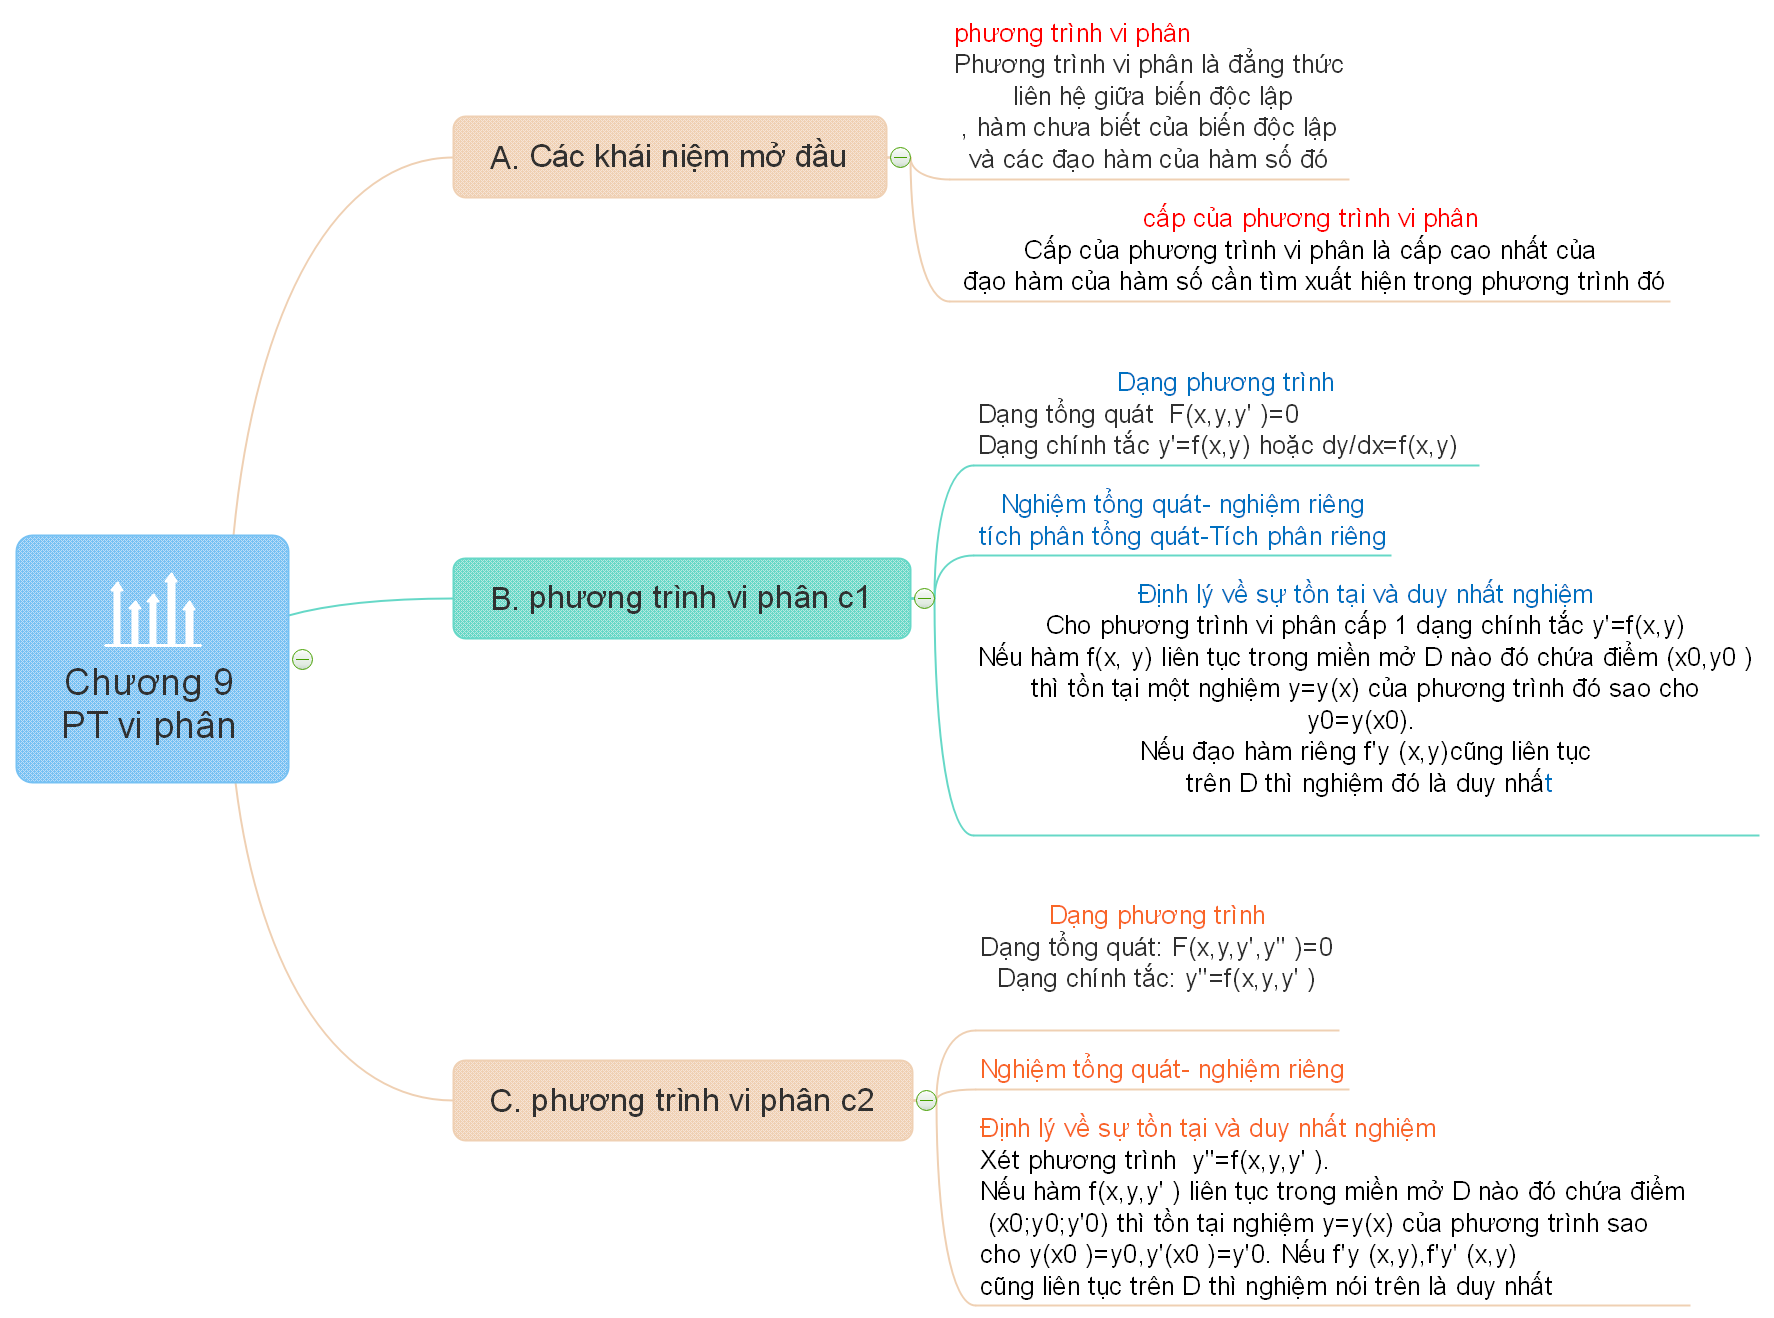 Chương 9
PT vi phân
A. Các khái niệm mở đầu
phương trình vi phân
Phương trình vi phân là đẳng thức
liên hệ giữa biến độc lập
, hàm chưa biết của biến độc lập
và các đạo hàm của hàm số đó
cấp của phương trình vi phân
Cấp của phương trình vi phân là cấp cao nhất của
đạo hàm của hàm số cần tìm xuất hiện trong phương trình đó
B. phương trình vi phân c1
Dạng phương trình
Dạng tổng quát  F(x,y,y' )=0
Dạng chính tắc y'=f(x,y) hoặc dy/dx=f(x,y)
Nghiệm tổng quát- nghiệm riêng
tích phân tổng quát-Tích phân riêng
Định lý về sự tồn tại và duy nhất nghiệm
Cho phương trình vi phân cấp 1 dạng chính tắc y'=f(x,y)
Nếu hàm f(x, y) liên tục trong miền mở D nào đó chứa điểm (x0,y0 )
thì tồn tại một nghiệm y=y(x) của phương trình đó sao cho
y0=y(x0).
Nếu đạo hàm riêng f'y (x,y)cũng liên tục
trên D thì nghiệm đó là duy nhất
C. phương trình vi phân c2
Dạng phương trình
Dạng tổng quát: F(x,y,y',y'' )=0
Dạng chính tắc: y''=f(x,y,y' )
Nghiệm tổng quát- nghiệm riêng
Định lý về sự tồn tại và duy nhất nghiệm
Xét phương trình  y''=f(x,y,y' ).
Nếu hàm f(x,y,y' ) liên tục trong miền mở D nào đó chứa điểm
(x0;y0;y'0) thì tồn tại nghiệm y=y(x) của phương trình sao
cho y(x0 )=y0,y'(x0 )=y'0. Nếu f'y (x,y),f'y' (x,y)
cũng liên tục trên D thì nghiệm nói trên là duy nhất